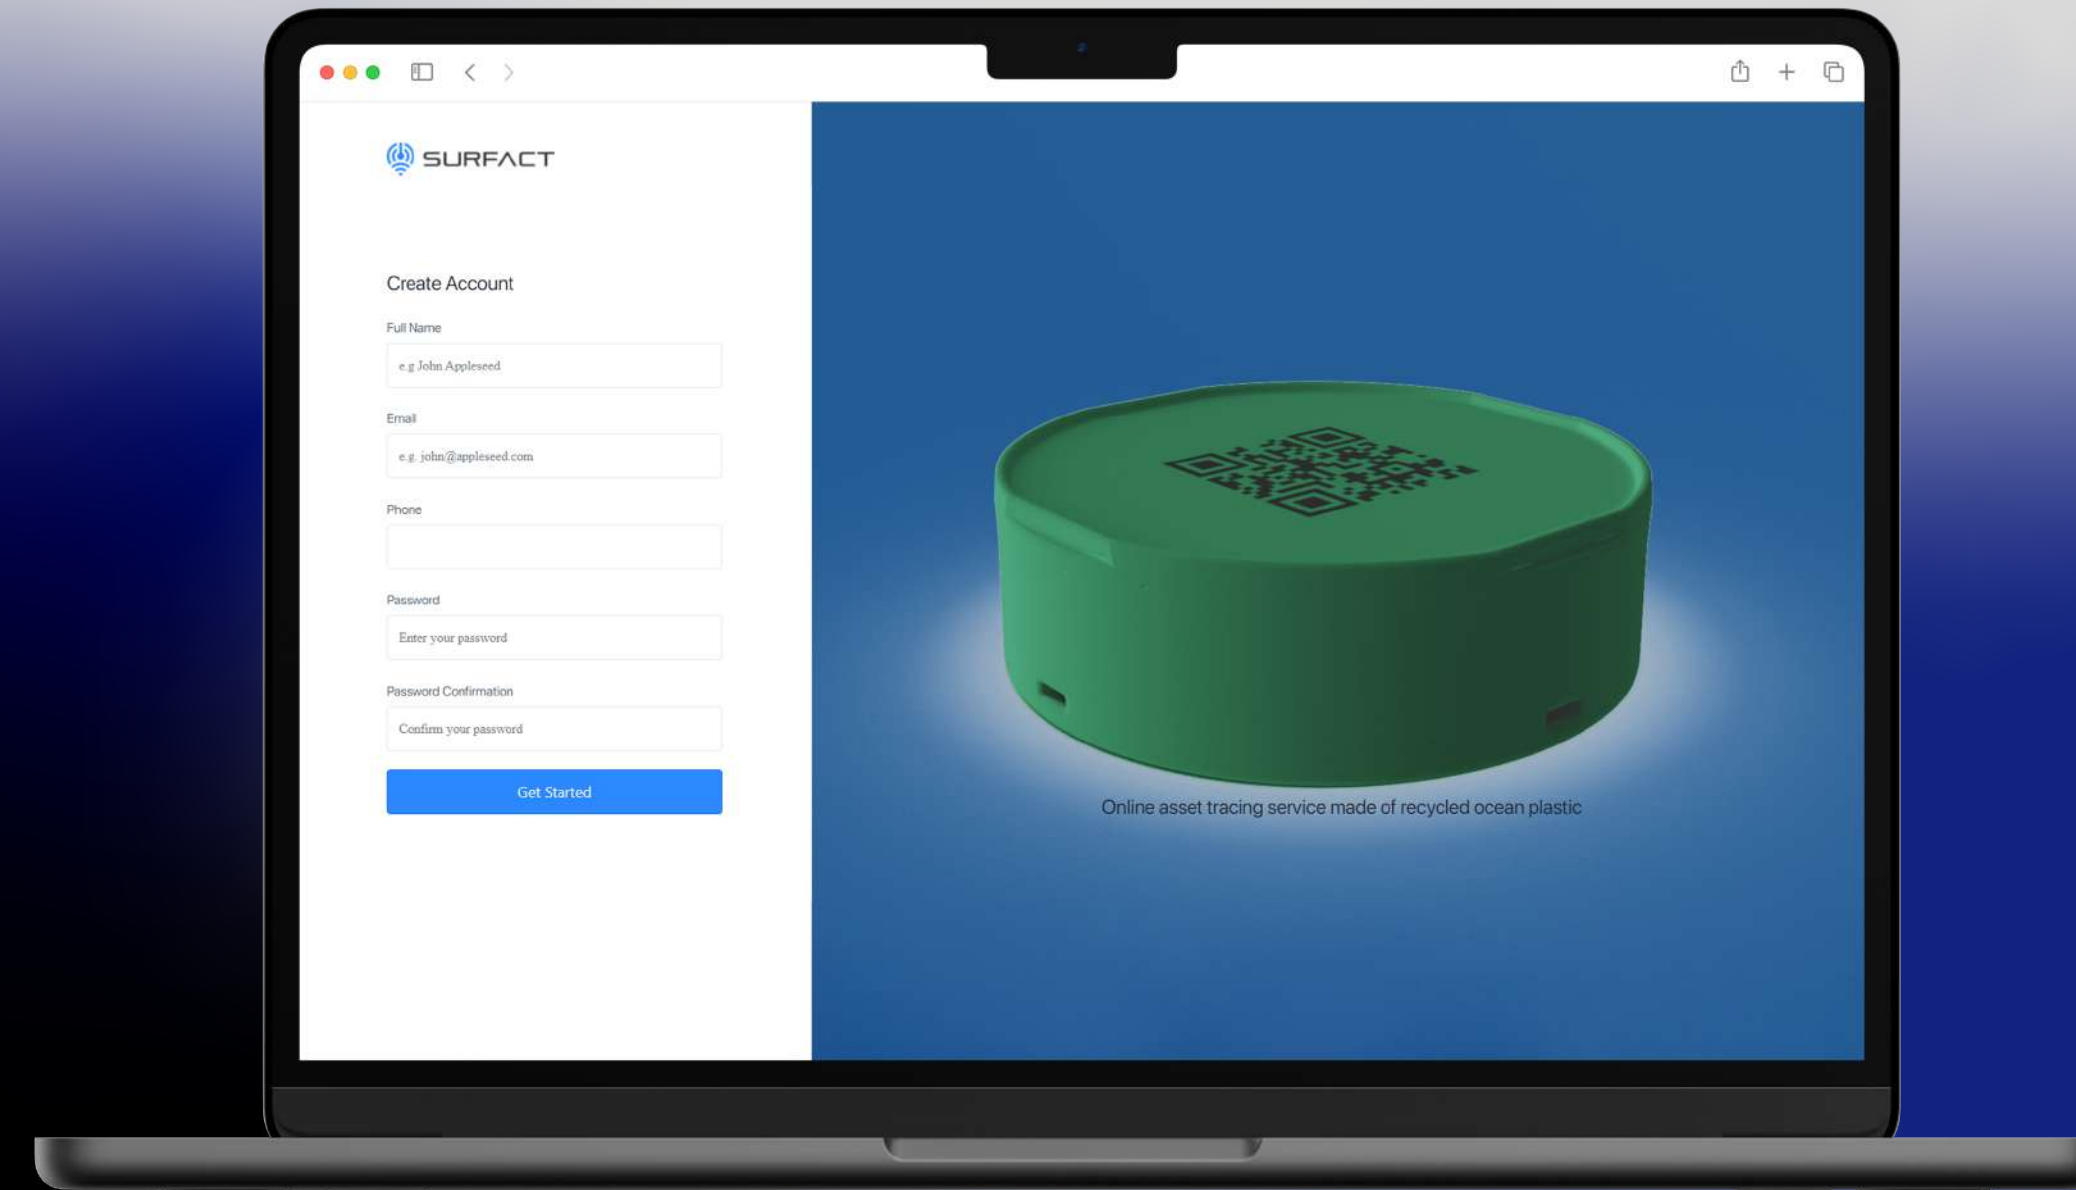 SURFACT
Create Account
Full Name
e.g John Appleseed
Email
e.g. john@appleseed.com
Phone
Password
Enter your password
Password Confirmation
Confirm your password
Get Started
Online asset tracing service made of recycled ocean plastic